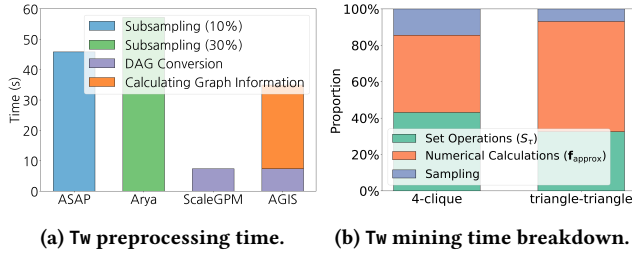 60
50
40
30
20
10
0
Time (s)
Subsampling (10%)
Subsampling (30%)
DAG Conversion
Calculating Graph Information
ASAP
Arya
ScaleGPM
AGIS
(a) Tw preprocessing time.
100%
80%
60%
40%
20%
0%
Proportion
Set Operations (Sτ)
Numerical Calculations (fapprox)
Sampling
4-clique
triangle-triangle
(b) Tw mining time breakdown.